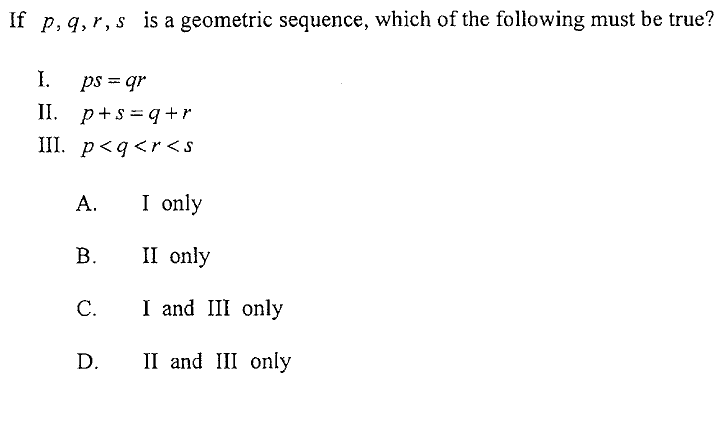 If p, q, r, s is a geometric sequence, which of the following must be true?
I. ps = qr
II. p + s = q + r
III. p < q < r < s
A. I only
B. II only
C. I and III only
D. II and III only